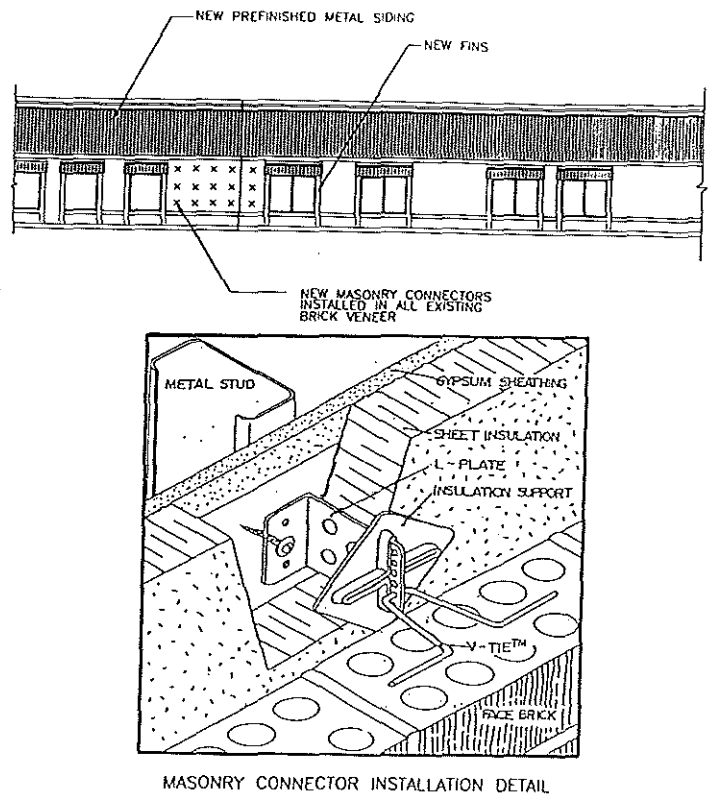 NEW PREFINISHED METAL SIDING
NEW FINS
NEW MASONRY CONNECTORS
INSTALLED IN ALL EXISTING
BRICK VENEER
METAL STUD
GYPSUM SHEATHING
SHEET INSULATION
L-PLATE
INSULATION SUPPORT
V-TIE™
FACE BRICK
MASONRY CONNECTOR INSTALLATION DETAIL